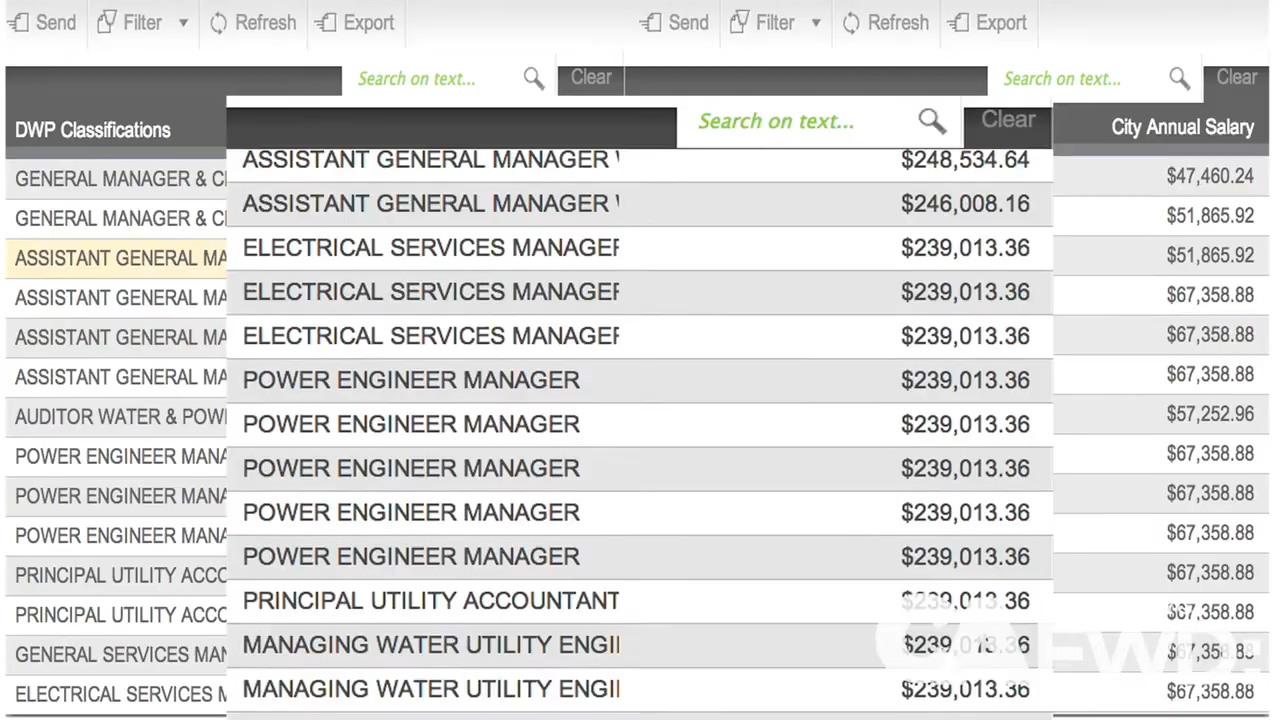 Send Filter Refresh Export Send Filter Refresh Export
Search on text... Clear Search on text... Clear
DWP Classifications Search on text... Clear City Annual Salary
ASSISTANT GENERAL MANAGER $248,534.64
GENERAL MANAGER & $47,460.24
ASSISTANT GENERAL MANAGER $246,008.16
GENERAL MANAGER & $51,865.92
ELECTRICAL SERVICES MANAGER $239,013.36
ASSISTANT GENERAL MA $51,865.92
ELECTRICAL SERVICES MANAGER $239,013.36
ASSISTANT GENERAL MA $67,358.88
ELECTRICAL SERVICES MANAGER $239,013.36
ASSISTANT GENERAL MA $67,358.88
POWER ENGINEER MANAGER $239,013.36
ASSISTANT GENERAL MA $67,358.88
POWER ENGINEER MANAGER $239,013.36
AUDITOR WATER & POW $57,252.96
POWER ENGINEER MANAGER $239,013.36
POWER ENGINEER MANA $67,358.88
POWER ENGINEER MANAGER $239,013.36
POWER ENGINEER MANA $67,358.88
POWER ENGINEER MANAGER $239,013.36
POWER ENGINEER MANA $67,358.88
PRINCIPAL UTILITY ACCOUNTANT $239,013.36
PRINCIPAL UTILITY ACCO $67,358.88
MANAGING WATER UTILITY ENGI $239,013.36
PRINCIPAL UTILITY ACCO $67,358.88
MANAGING WATER UTILITY ENGI $239,013.36
GENERAL SERVICES MAN $67,358.88
ELECTRICAL SERVICES M $67,358.88
CAFWD: